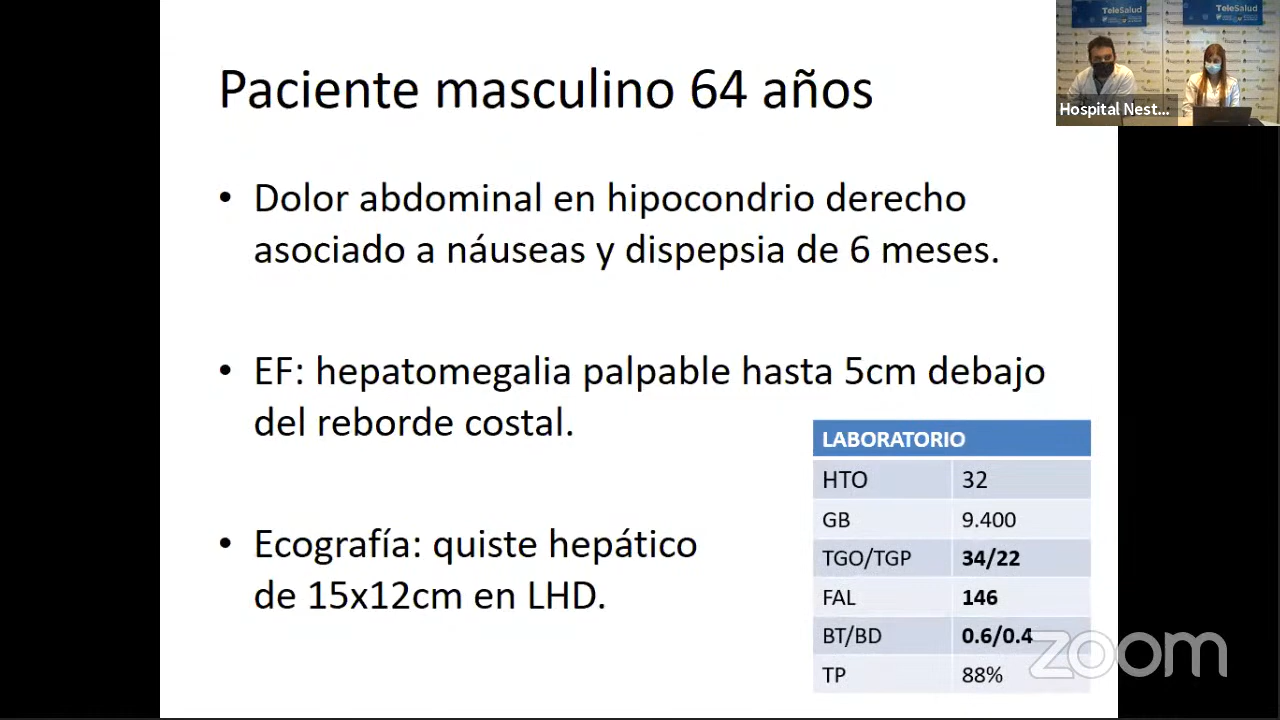 Paciente masculino 64 años
• Dolor abdominal en hipocondrio derecho
asociado a náuseas y dispepsia de 6 meses.
• EF: hepatomegalia palpable hasta 5cm debajo
del reborde costal.
• Ecografía: quiste hepático
de 15x12cm en LHD.
LABORATORIO
HTO 32
GB 9.400
TGO/TGP 34/22
FAL 146
BT/BD 0.6/0.4
TP 88%
TeleSalud
TeleSalud
Hospital Nest...
zoom